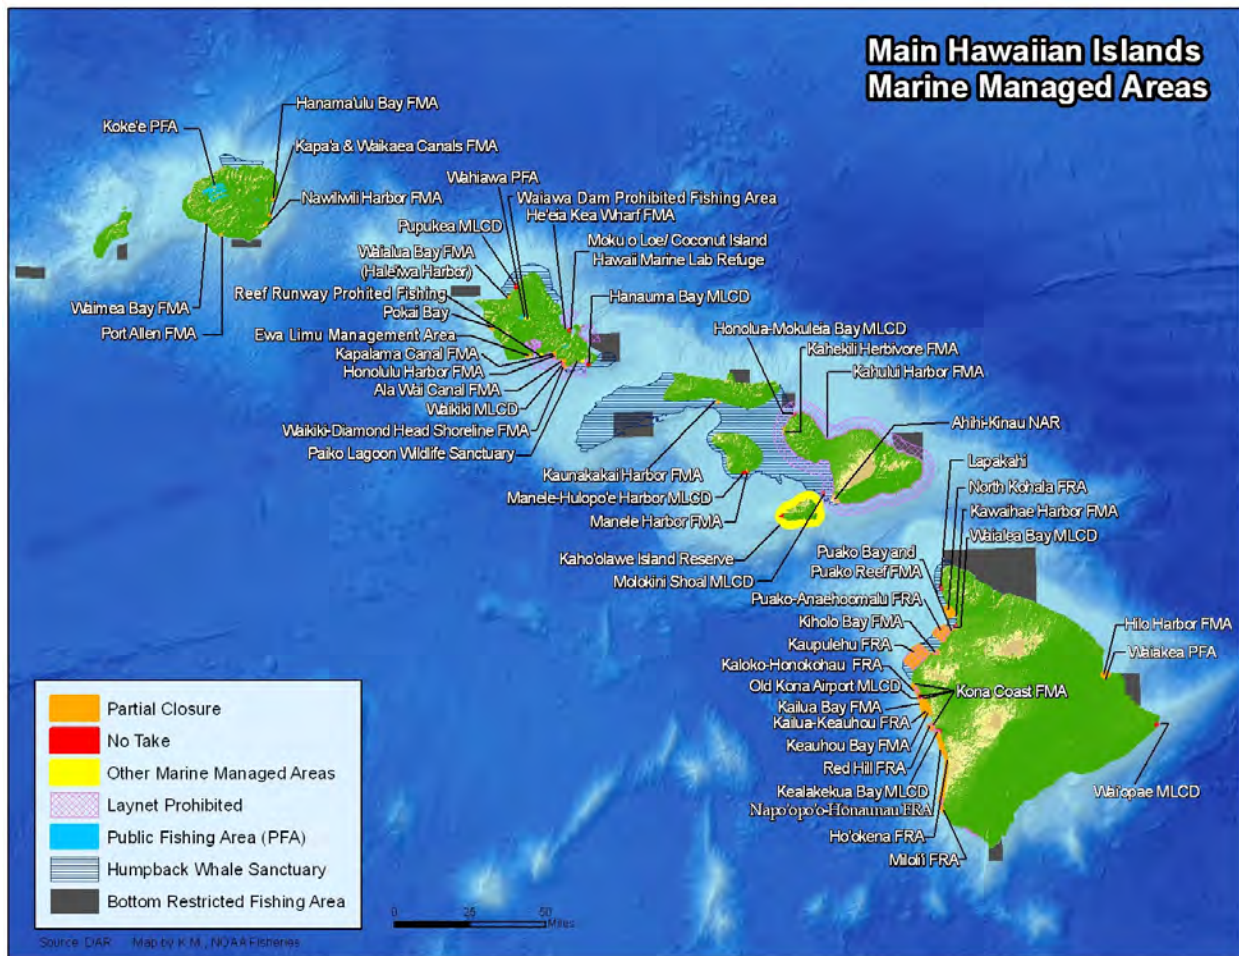 Main Hawaiian Islands
Marine Managed Areas
Hanama'ulu Bay FMA
Koke'e PFA
Kapa'a & Waikaea Canals FMA
Nawiliwili Harbor FMA
Waimea Bay FMA
Port Allen FMA
Wahiawa PFA
Waiawa Dam Prohibited Fishing Area
He'eia Kea Wharf FMA
Pupukea MLCD
Moku o Loe/ Coconut Island
Hawaii Marine Lab Refuge
Waialua Bay FMA
(Hale'iwa Harbor)
Reef Runway Prohited Fishing
Hanauma Bay MLCD
Pokai Bay
Ewa Limu Management Area
Kapalama Canal FMA
Honolulu Harbor FMA
Ala Wai Canal FMA
Waikiki MLCD
Waikiki-Diamond Head Shoreline FMA
Paiko Lagoon Wildlife Sanctuary
Honolua-Mokuleia Bay MLCD
Kahekili Herbivore FMA
Kahului Harbor FMA
Ahihi-Kinau NAR
Kaunakakai Harbor FMA
Manele-Hulopo'e Harbor MLCD
Manele Harbor FMA
Kaho'olawe Island Reserve
Molokini Shoal MLCD
Lapakahi
North Kohala FRA
Kawaihae Harbor FMA
Waialea Bay MLCD
Puako Bay and
Puako Reef FMA
Puako-Anaehoomalu FRA
Kiholo Bay FMA
Kaupulehu FRA
Kaloko-Honokohau FRA
Old Kona Airport MLCD
Kona Coast FMA
Kailua Bay FMA
Kailua-Keauhou FRA
Keauhou Bay FMA
Red Hill FRA
Kealakekua Bay MLCD
Napo'opo'o-Honaunau FRA
Ho'okena FRA
Miloli'i FRA
Hilo Harbor FMA
Waiakea PFA
Wai'opae MLCD
Partial Closure
No Take
Other Marine Managed Areas
Laynet Prohibited
Public Fishing Area (PFA)
Humpback Whale Sanctuary
Bottom Restricted Fishing Area
0 25 50
Miles
Source: DAR Map by K.M., NOAA Fisheries